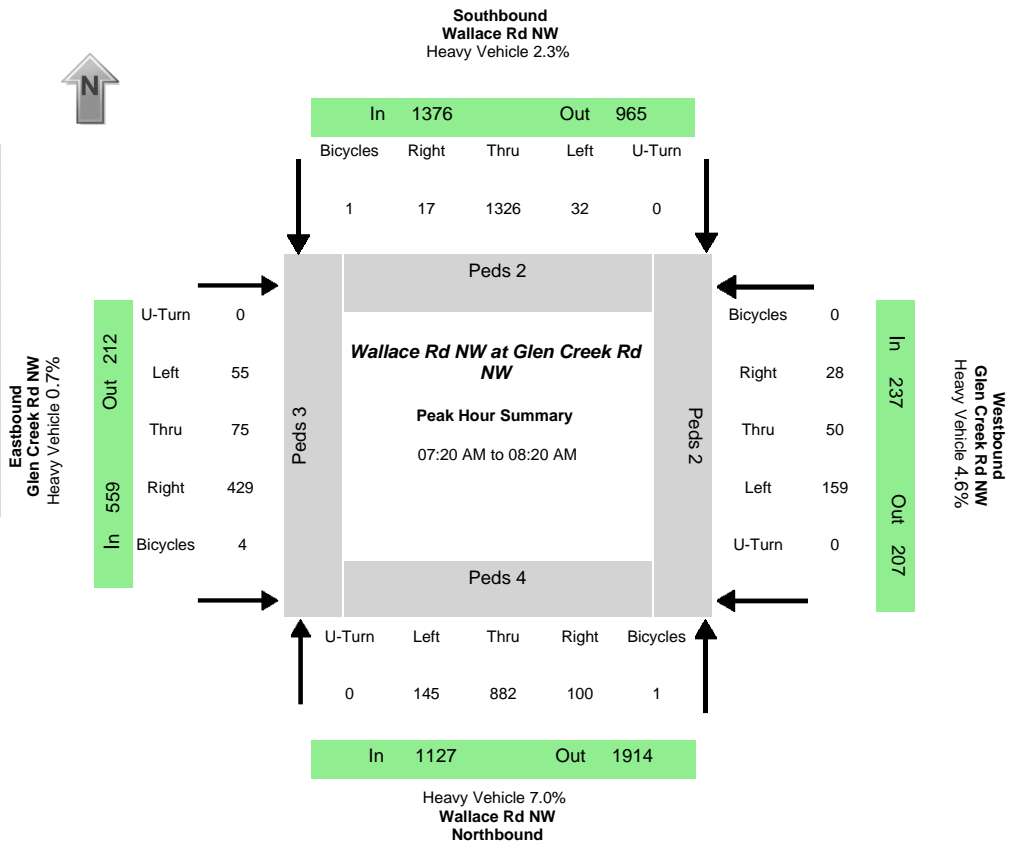 Southbound
Wallace Rd NW
Heavy Vehicle 2.3%
N
In 1376 Out 965
Bicycles Right Thru Left U-Turn
1 17 1326 32 0
Peds 2
Eastbound
Glen Creek Rd NW
Heavy Vehicle 0.7%
In 559 Out 212
U-Turn 0
Left 55
Thru 75
Right 429
Bicycles 4
Peds 3
Wallace Rd NW at Glen Creek Rd
NW
Peak Hour Summary
07:20 AM to 08:20 AM
Peds 2
Bicycles 0
Right 28
Thru 50
Left 159
U-Turn 0
In 237 Out 207
Westbound
Glen Creek Rd NW
Heavy Vehicle 4.6%
Peds 4
U-Turn Left Thru Right Bicycles
0 145 882 100 1
In 1127 Out 1914
Heavy Vehicle 7.0%
Wallace Rd NW
Northbound